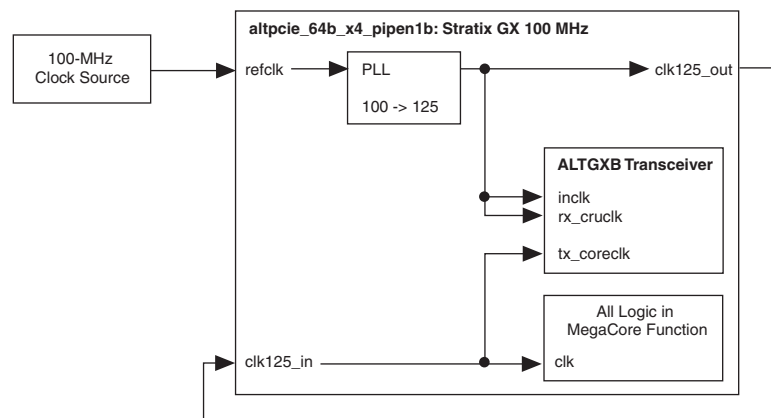 altpcie_64b_x4_pipen1b: Stratix GX 100 MHz
100-MHz
Clock Source
refclk
PLL
100 -> 125
clk125_out
ALTGXB Transceiver
inclk
rx_cruclk
tx_coreclk
All Logic in
MegaCore Function
clk125_in
clk